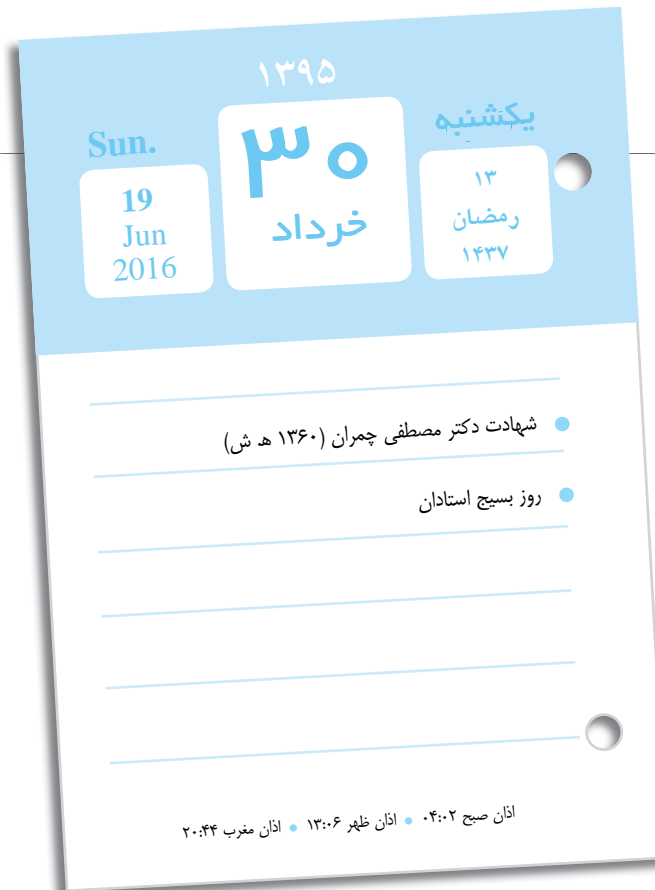 ۱۳۹۵
یکشنبه
۱۳
رمضان
۱۴۳۷
۳۰
خرداد
Sun.
19
Jun
2016
شهادت دکتر مصطفی چمران (۱۳۶۰ ه ش)
روز بسیج استادان
اذان صبح ۰۴:۰۲ • اذان ظهر ۱۳:۰۶ • اذان مغرب ۲۰:۴۴